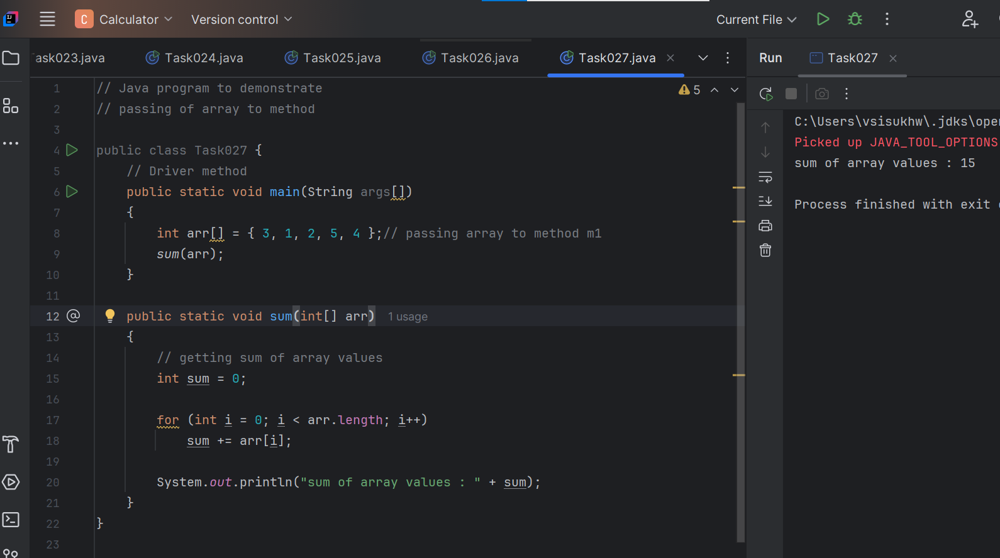 C Calculator Version control Current File
ask023.java Task024.java Task025.java Task026.java Task027.java
Run Task027
5
1 // Java program to demonstrate
2 // passing of array to method
3
4 public class Task027 {
5 // Driver method
6 public static void main(String args[])
7 {
8 int arr[] = { 3, 1, 2, 5, 4 };// passing array to method m1
9 sum(arr);
10 }
11
12 @ public static void sum(int[] arr) 1 usage
13 {
14 // getting sum of array values
15 int sum = 0;
16
17 for (int i = 0; i < arr.length; i++)
18 sum += arr[i];
19
20 System.out.println("sum of array values : " + sum);
21 }
22 }
23
C:\Users\vsisukhw\.jdks\ope
Picked up JAVA_TOOL_OPTIONS
sum of array values : 15
Process finished with exit